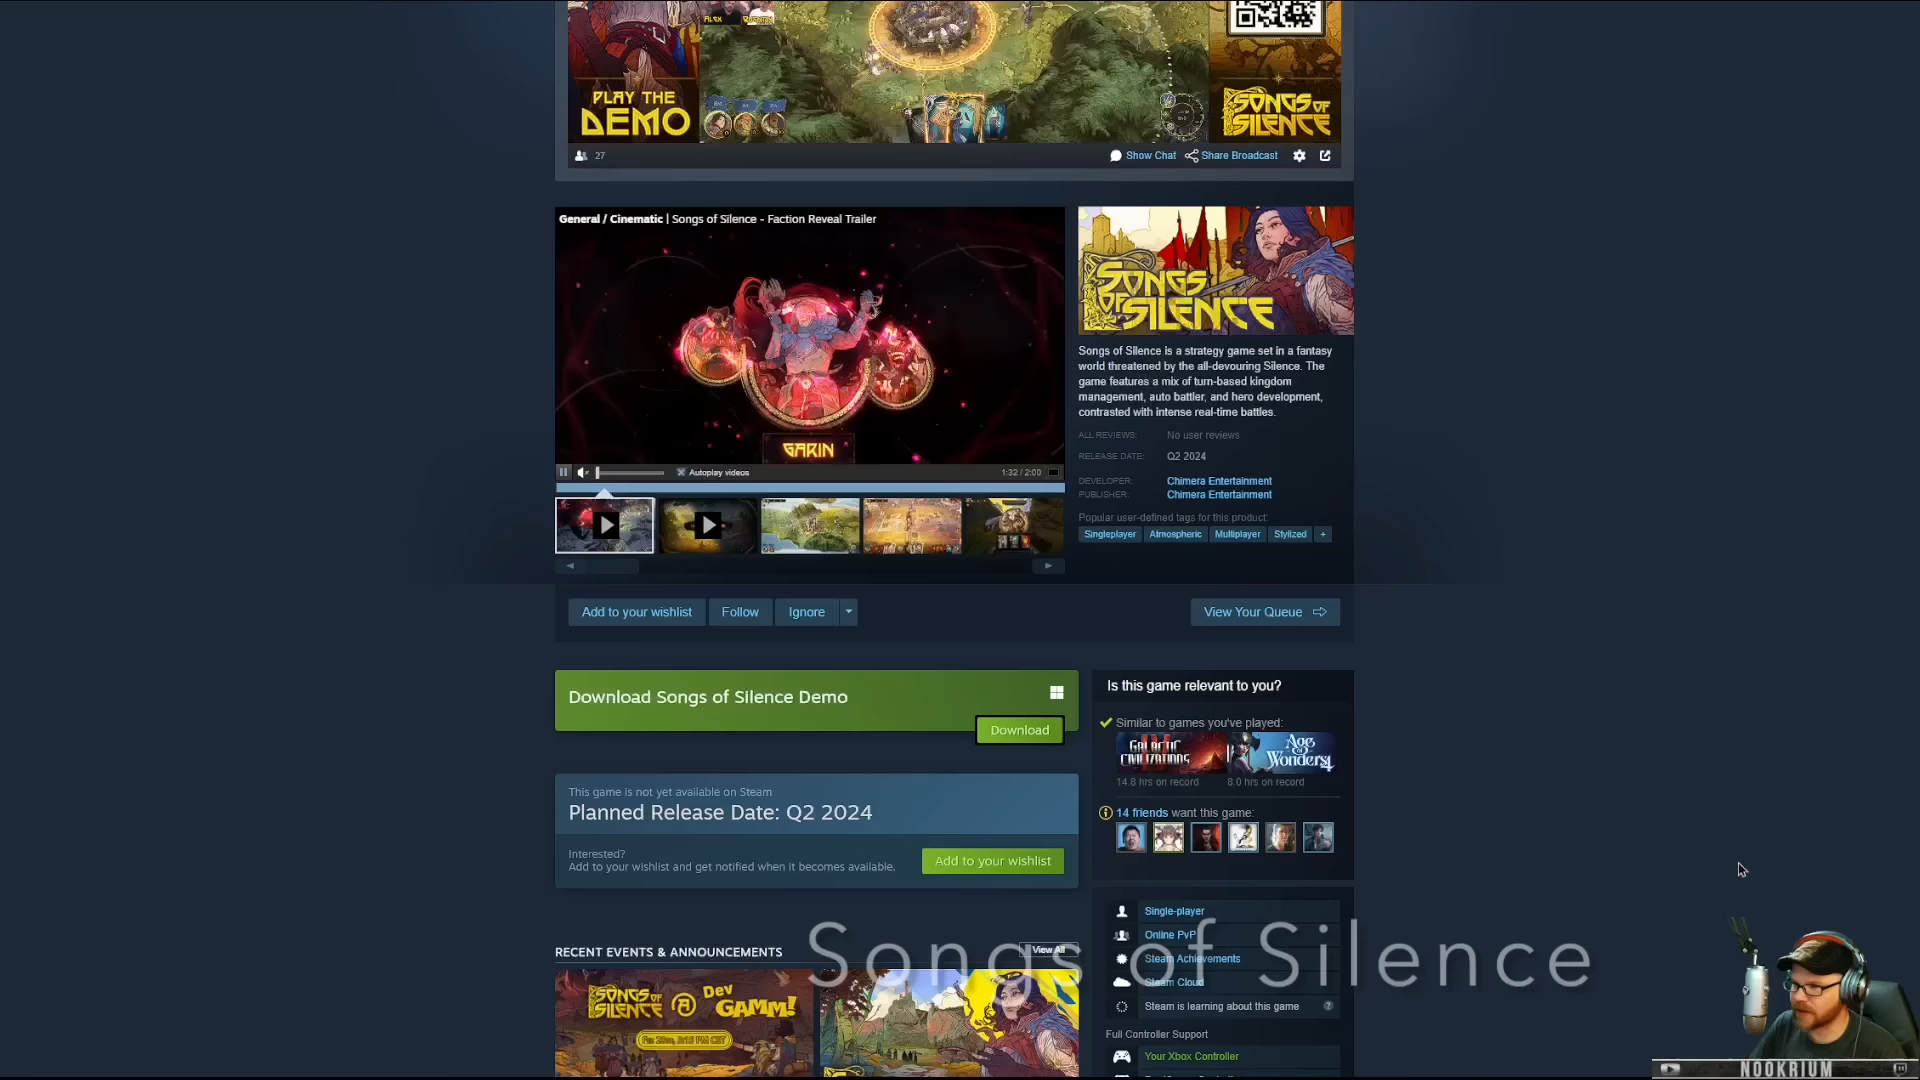 ALEX
PLAY THE
DEMO
SONGS OF
SILENCE
27
Show Chat
Share Broadcast
General / Cinematic | Songs of Silence - Faction Reveal Trailer
GARIN
Autoplay videos
1:32 / 2:00
SONGS
OF
SILENCE
Songs of Silence is a strategy game set in a fantasy
world threatened by the all-devouring Silence. The
game features a mix of turn-based kingdom
management, auto battler, and hero development,
contrasted with intense real-time battles.
ALL REVIEWS: No user reviews
RELEASE DATE: Q2 2024
DEVELOPER: Chimera Entertainment
PUBLISHER: Chimera Entertainment
Popular user-defined tags for this product:
Singleplayer Atmospheric Multiplayer Stylized +
Add to your wishlist
Follow
Ignore
View Your Queue
Download Songs of Silence Demo
Download
This game is not yet available on Steam
Planned Release Date: Q2 2024
Interested?
Add to your wishlist and get notified when it becomes available.
Add to your wishlist
Is this game relevant to you?
Similar to games you've played:
GALACTIC
CIVILIZATIONS
IV
Age of
Wonders 4
14.8 hrs on record
8.0 hrs on record
14 friends want this game:
Single-player
Online PvP
Steam Achievements
Steam Cloud
Steam is learning about this game ?
Full Controller Support
Your Xbox Controller
RECENT EVENTS & ANNOUNCEMENTS
View All
SONGS OF
SILENCE
@
Dev
GAMM!
Songs of Silence
NOOKRIUM